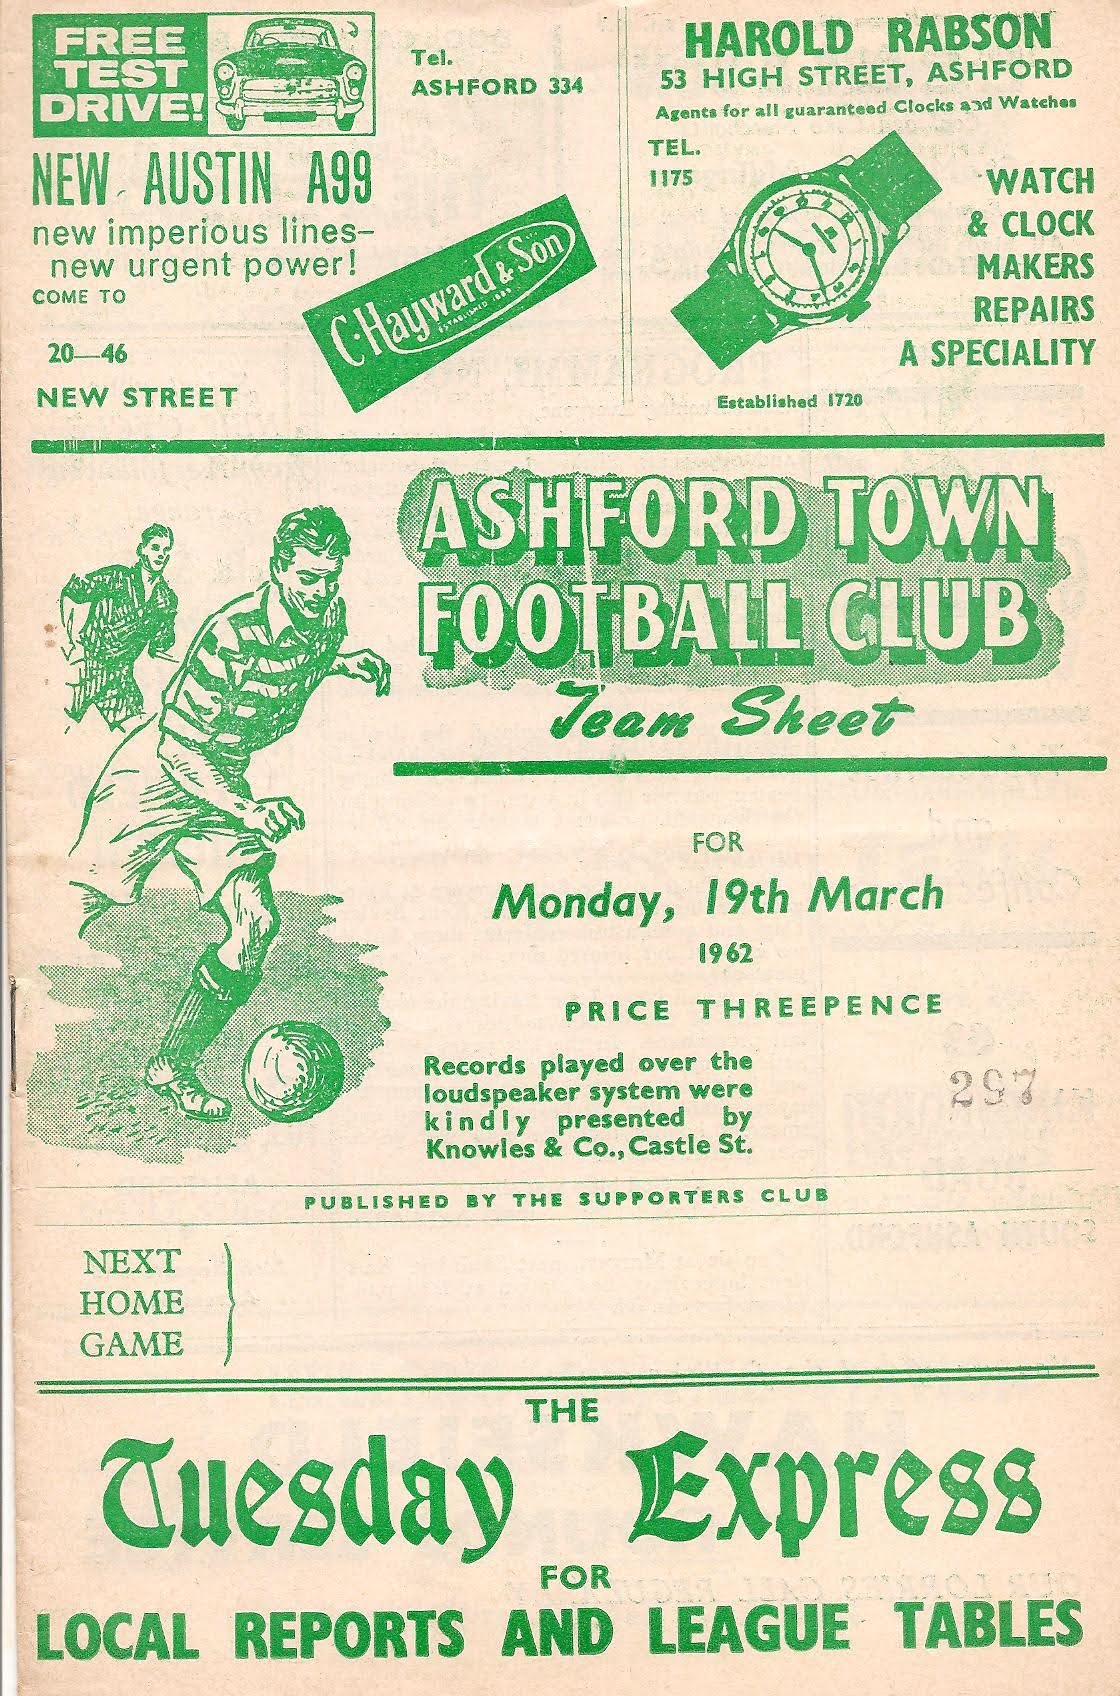 FREE
TEST
DRIVE!
NEW AUSTIN A99
new imperious lines–
new urgent power!
COME TO
20—46
NEW STREET
Tel.
ASHFORD 334
C. Hayward & Son
HAROLD RABSON
53 HIGH STREET, ASHFORD
Agents for all guaranteed Clocks and Watches
TEL.
1175
WATCH
& CLOCK
MAKERS
REPAIRS
A SPECIALITY
Established 1720
ASHFORD TOWN
FOOTBALL CLUB
Team Sheet
FOR
Monday, 19th March
1962
PRICE THREEPENCE
Records played over the
loudspeaker system were
kindly presented by
Knowles & Co., Castle St.
297
PUBLISHED BY THE SUPPORTERS CLUB
NEXT
HOME
GAME
THE
Tuesday Express
FOR
LOCAL REPORTS AND LEAGUE TABLES